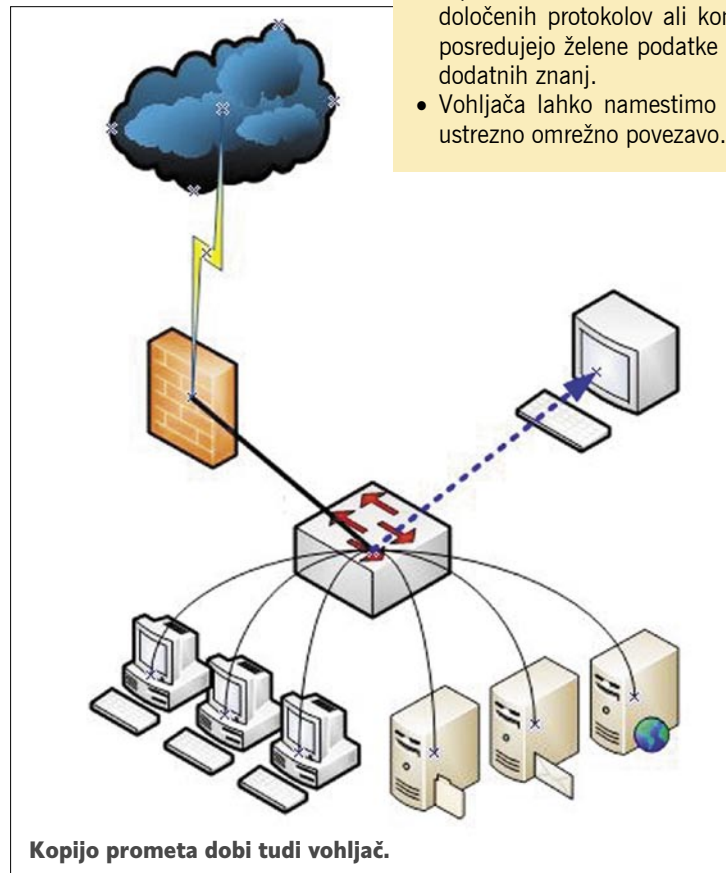 določenih protokolov ali
posredujejo želene podatke
dodatnih znanj.
• Vohljača lahko namestimo
ustrezno omrežno povezavo.
Kopijo prometa dobi tudi vohljač.